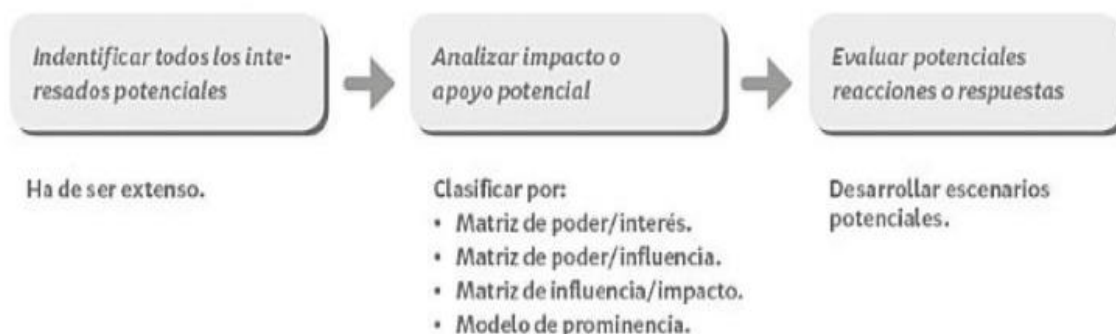 Indentificar todos los inte-
resados potenciales
Analizar impacto o
apoyo potencial
Evaluar potenciales
reacciones o respuestas
Ha de ser extenso.
Clasificar por:
• Matriz de poder/interés.
• Matriz de poder/influencia.
• Matriz de influencia/impacto.
• Modelo de prominencia.
Desarrollar escenarios
potenciales.